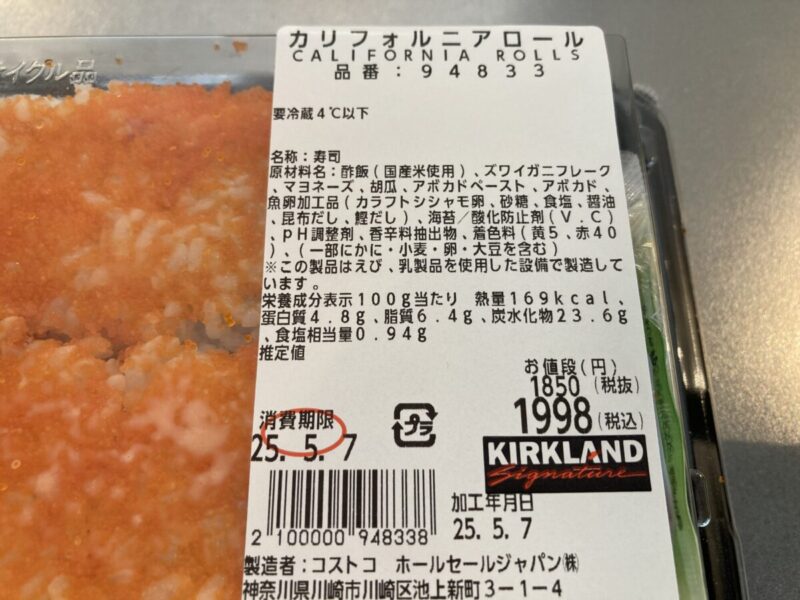 サイクル品
カリフォルニアロール
CALIFORNIA ROLLS
品番：94833
要冷蔵4℃以下
名称：寿司
原材料名：酢飯(国産米使用)、ズワイガニフレーク
、マヨネーズ、胡瓜、アボカドペースト、アボカド、
魚卵加工品(カラフトシシャモ卵、砂糖、食塩、醤油
、昆布だし、鰹だし)、海苔／酸化防止剤(V.C)
、pH調整剤、香辛料抽出物、着色料(黄5、赤40
)、(一部にかに・小麦・卵・大豆を含む)
※この製品はえび、乳製品を使用した設備で製造して
います。
栄養成分表示100g当たり 熱量169kcal、
蛋白質4.8g、脂質6.4g、炭水化物23.6g
、食塩相当量0.94g
推定値
お値段(円)
1850 (税抜)
1998 (税込)
消費期限
25. 5. 7
プラ
KIRKLAND
Signature
加工年月日
25. 5. 7
2 100000 948338
製造者：コストコ ホールセールジャパン㈱
神奈川県川崎市川崎区池上新町3－1－4